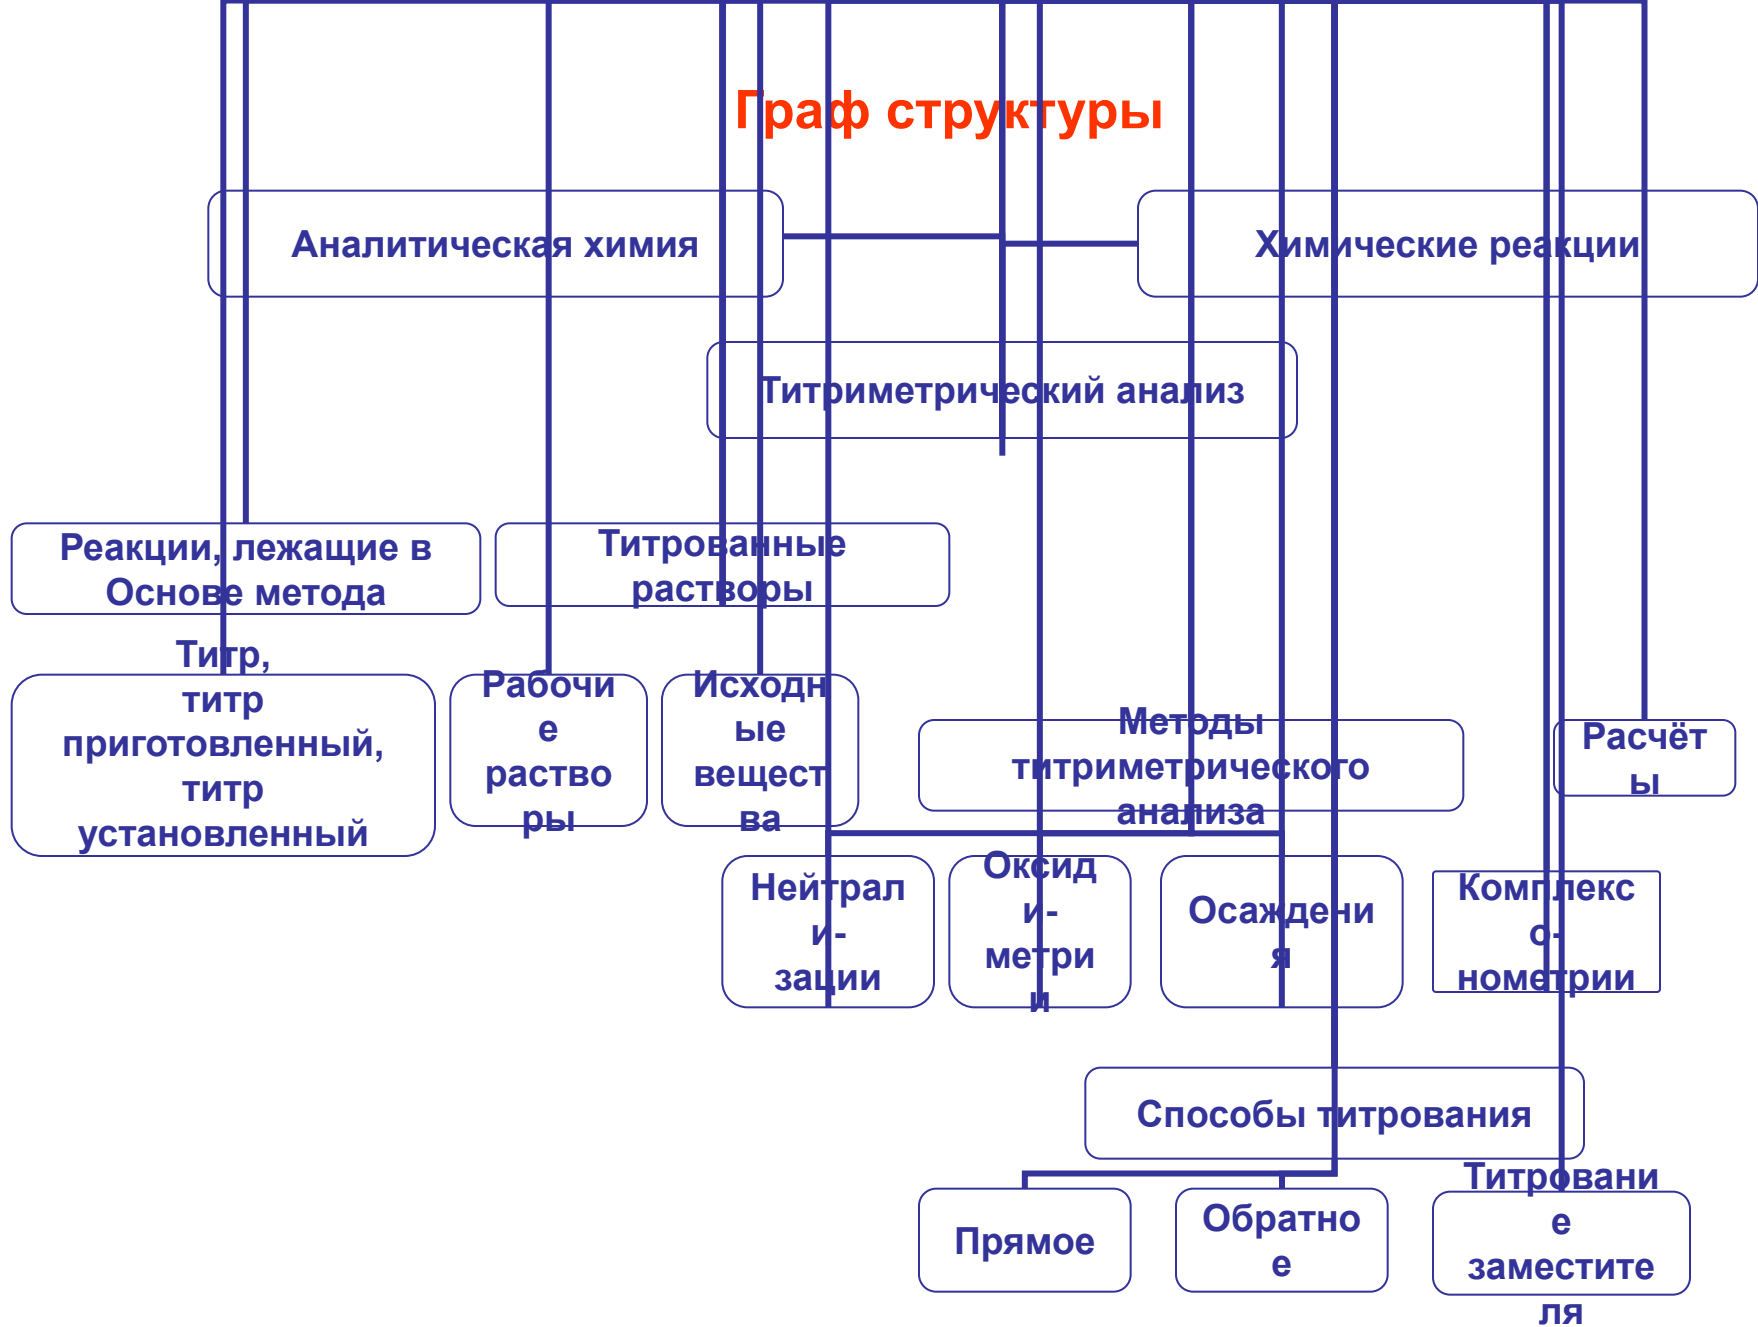 Граф структуры
Аналитическая химия
Химические реакции
Титриметрический анализ
Реакции, лежащие в
Основе метода
Титрованные
растворы
Титр,
титр
приготовленный,
титр
установленный
Рабочи
е
раство
ры
Исходн
ые
вещест
ва
Методы
титриметрического
анализа
Расчёт
ы
Нейтрал
и-
зации
Оксид
и-
метри
и
Осаждени
я
Комплекс
о-
нометрии
Способы титрования
Прямое
Обратно
е
Титровани
е
заместите
ля